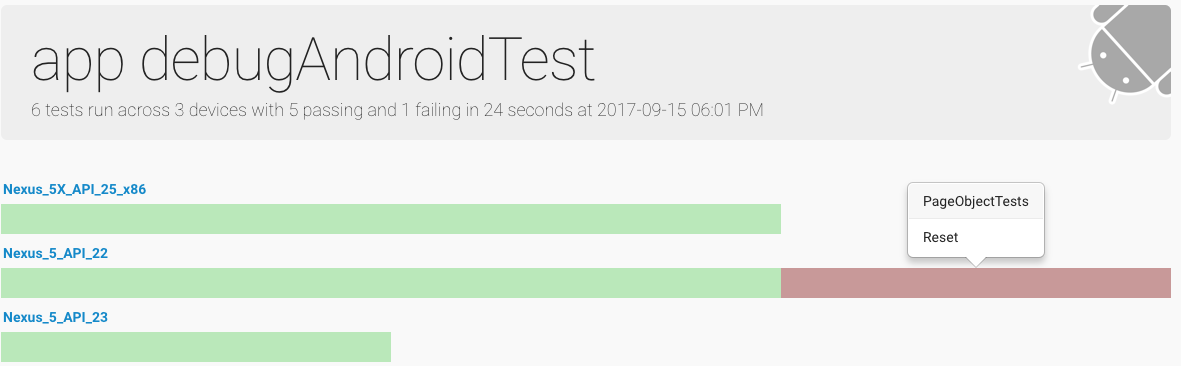 app debugAndroidTest
6 tests run across 3 devices with 5 passing and 1 failing in 24 seconds at 2017-09-15 06:01 PM
Nexus_5X_API_25_x86
PageObjectTests
Reset
Nexus_5_API_22
Nexus_5_API_23